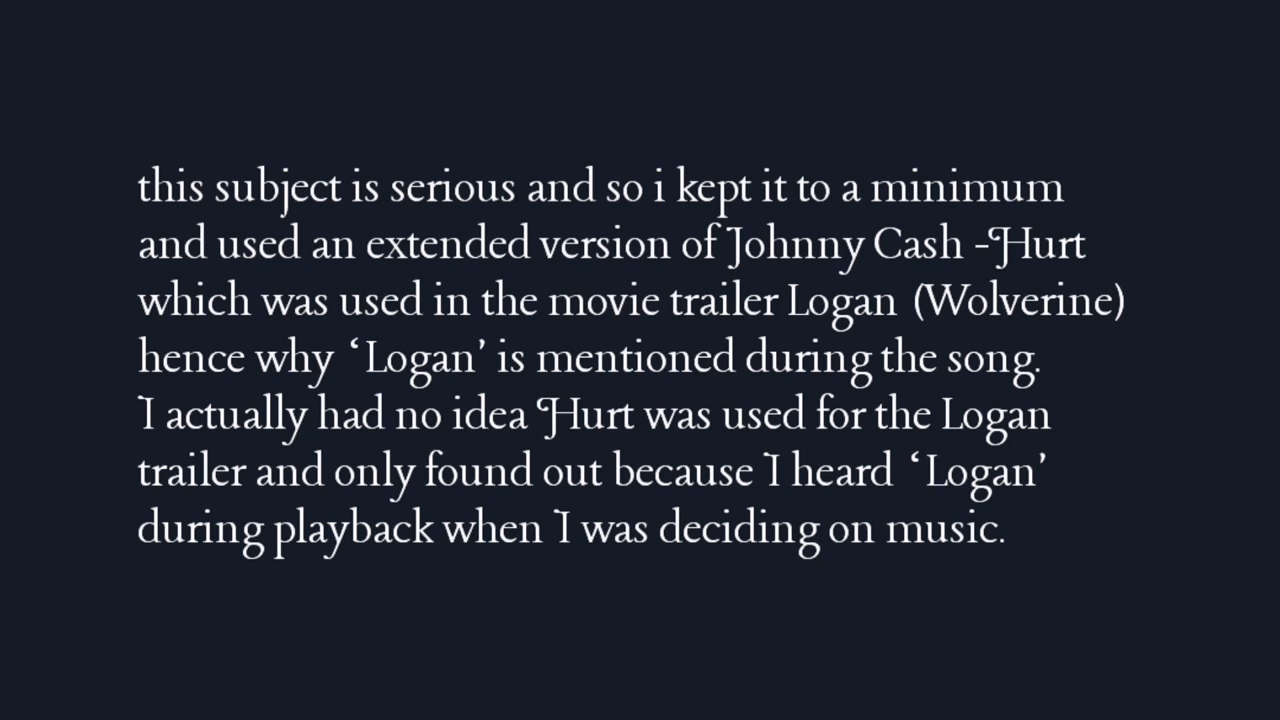 this subject is serious and so i kept it to a minimum
and used an extended version of Johnny Cash -Hurt
which was used in the movie trailer Logan (Wolverine)
hence why ‘Logan’ is mentioned during the song.
I actually had no idea Hurt was used for the Logan
trailer and only found out because I heard ‘Logan’
during playback when I was deciding on music.